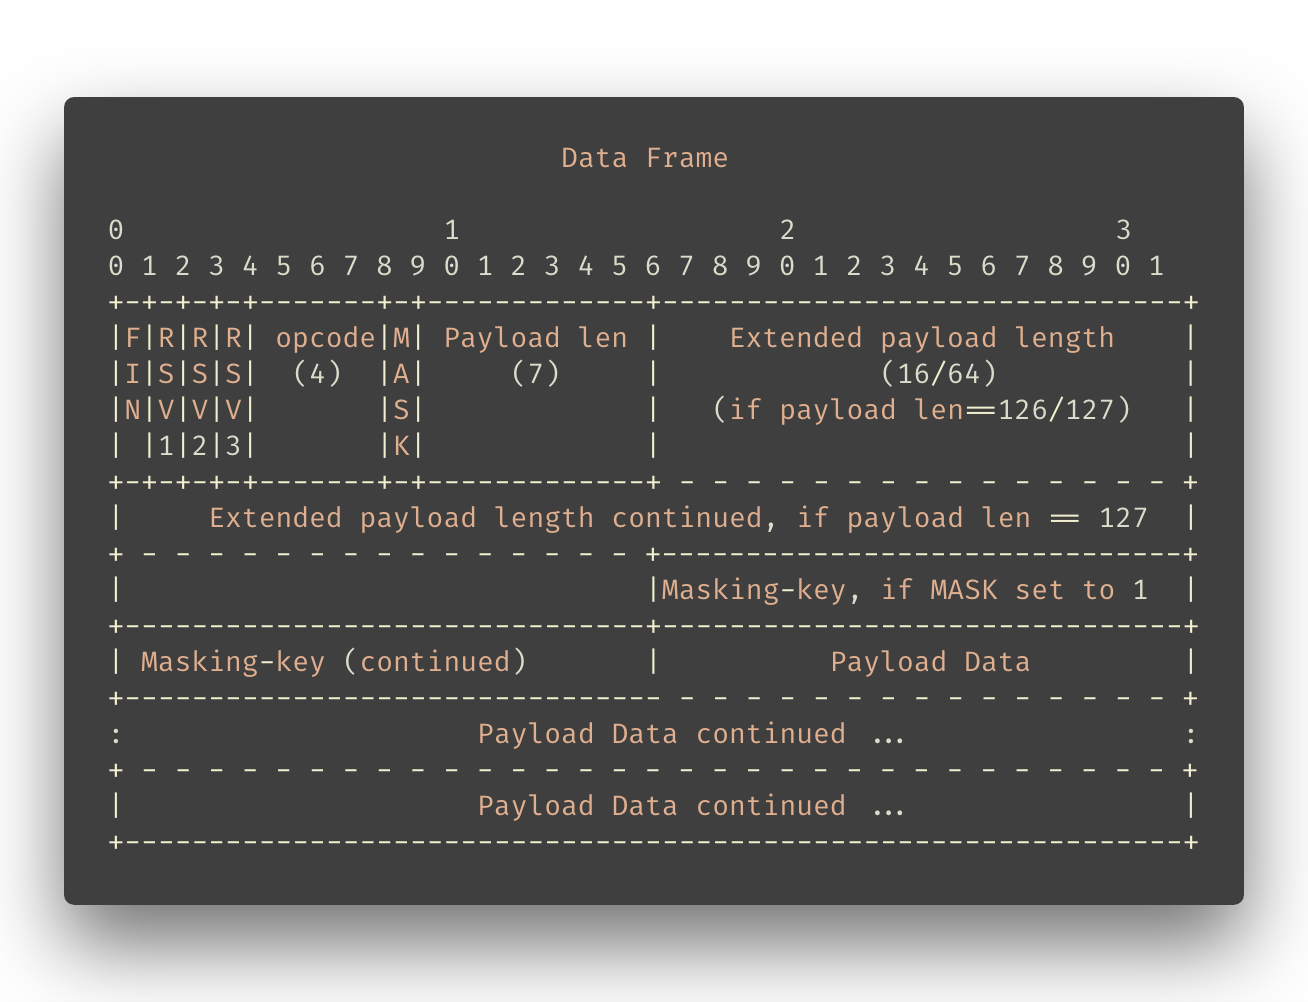 Data Frame
0                   1                   2                   3
0 1 2 3 4 5 6 7 8 9 0 1 2 3 4 5 6 7 8 9 0 1 2 3 4 5 6 7 8 9 0 1
+-+-+-+-+-------+-+-------------+-------------------------------+
|F|R|R|R| opcode|M| Payload len |    Extended payload length    |
|I|S|S|S|  (4)  |A|     (7)     |             (16/64)           |
|N|V|V|V|       |S|             |   (if payload len==126/127)   |
| |1|2|3|       |K|             |                               |
+-+-+-+-+-------+-+-------------+ - - - - - - - - - - - - - - - +
|     Extended payload length continued, if payload len == 127  |
+ - - - - - - - - - - - - - - - +-------------------------------+
|                               |Masking-key, if MASK set to 1  |
+-------------------------------+-------------------------------+
| Masking-key (continued)       |          Payload Data         |
+-------------------------------- - - - - - - - - - - - - - - - +
:                     Payload Data continued ...                :
+ - - - - - - - - - - - - - - - - - - - - - - - - - - - - - - - +
|                     Payload Data continued ...                |
+---------------------------------------------------------------+